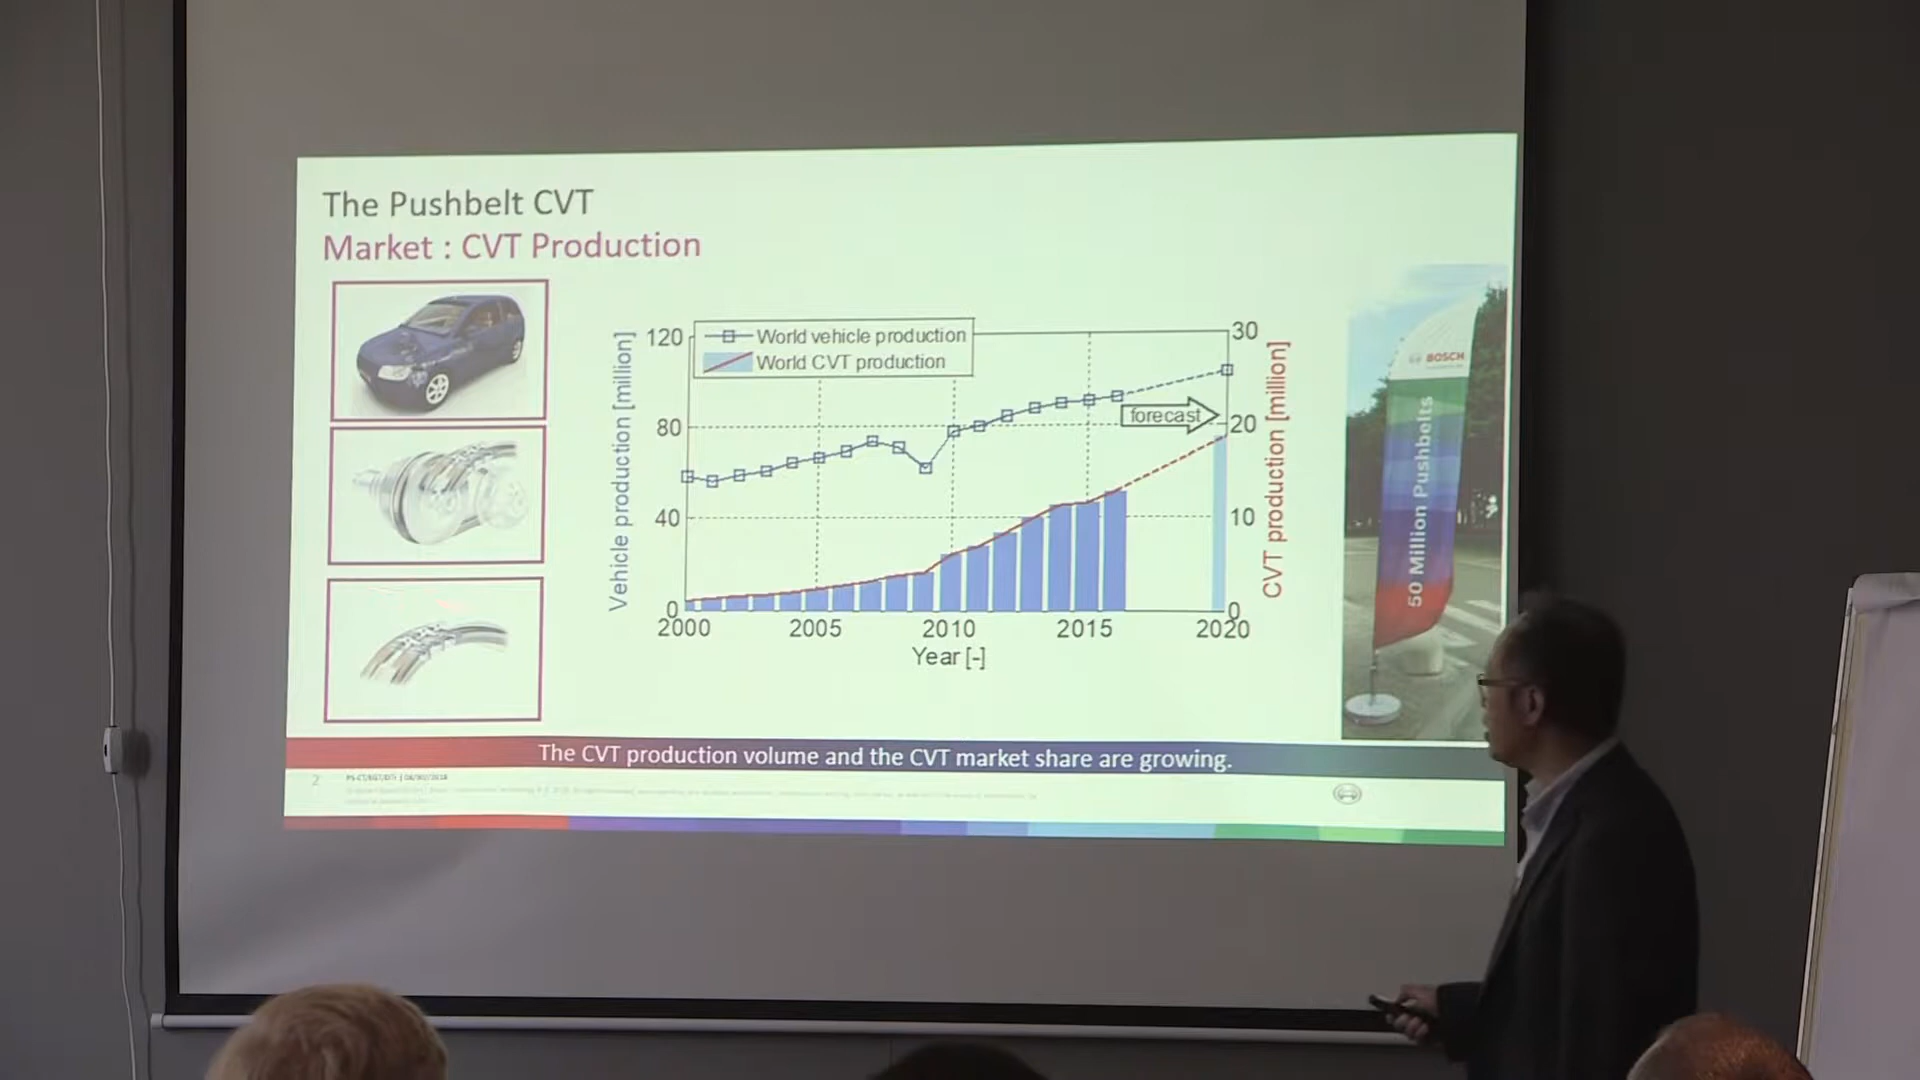 The Pushbelt CVT
Market : CVT Production
World vehicle production
World CVT production
Vehicle production [million]
120
80
40
0
30
20
10
0
CVT production [million]
forecast
2000 2005 2010 2015 2020
Year [-]
BOSCH
50 Million Pushbelts
The CVT production volume and the CVT market share are growing.
2